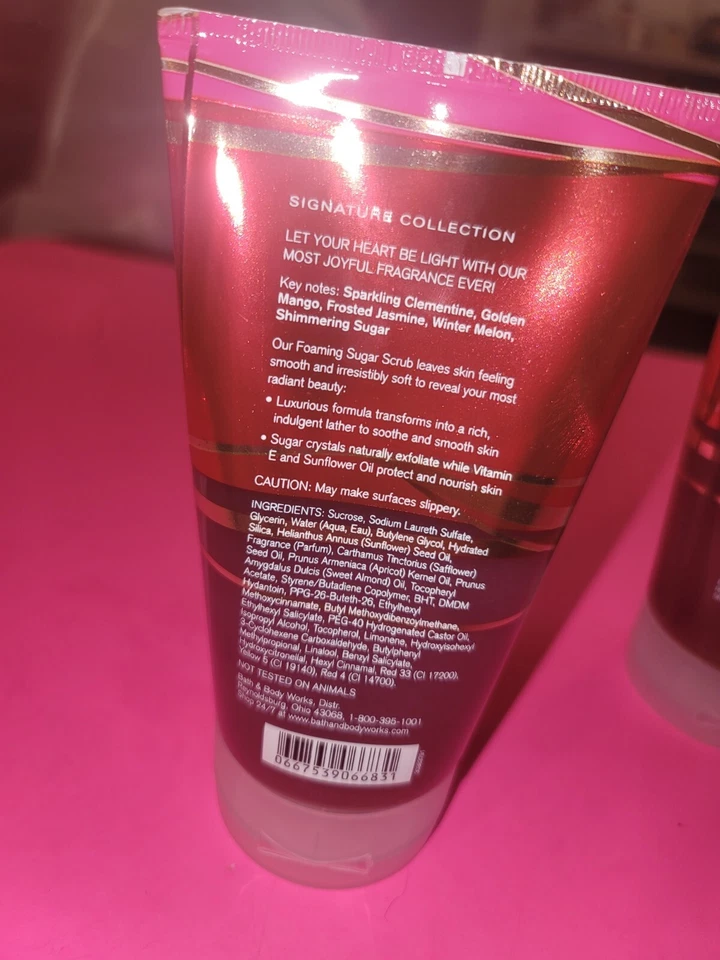 SIGNATURE COLLECTION
LET YOUR HEART BE LIGHT WITH OUR
MOST JOYFUL FRAGRANCE EVER!
Key notes: Sparkling Clementine, Golden
Mango, Frosted Jasmine, Winter Melon,
Shimmering Sugar
Our Foaming Sugar Scrub leaves skin feeling
smooth and irresistibly soft to reveal your most
radiant beauty:
• Luxurious formula transforms into a rich,
indulgent lather to soothe and smooth skin
• Sugar crystals naturally exfoliate while Vitamin
E and Sunflower Oil protect and nourish skin
CAUTION: May make surfaces slippery.
INGREDIENTS: Sucrose, Sodium Laureth Sulfate,
Glycerin, Water (Aqua, Eau), Butylene Glycol, Hydrated
Silica, Helianthus Annuus (Sunflower) Seed Oil,
Fragrance (Parfum), Carthamus Tinctorius (Safflower)
Seed Oil, Prunus Armeniaca (Apricot) Kernel Oil, Prunus
Amygdalus Dulcis (Sweet Almond) Oil, Tocopheryl
Acetate, Styrene/Butadiene Copolymer, BHT, DMDM
Hydantoin, PPG-26-Buteth-26, Ethylhexyl
Methoxycinnamate, Butyl Methoxydibenzoylmethane,
Ethylhexyl Salicylate, PEG-40 Hydrogenated Castor Oil,
Isopropyl Alcohol, Tocopherol, Limonene, Hydroxyisohexyl
3-Cyclohexene Carboxaldehyde, Butylphenyl
Methylpropional, Linalool, Benzyl Salicylate,
Hydroxycitronellal, Hexyl Cinnamal, Red 33 (CI 17200),
Yellow 5 (CI 19140), Red 4 (CI 14700).
NOT TESTED ON ANIMALS
Bath & Body Works, Distr.
Reynoldsburg, Ohio 43068, 1-800-395-1001
Shop 24/7 at www.bathandbodyworks.com
0667539066831